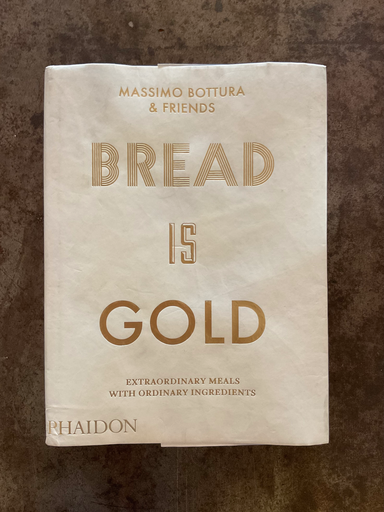 MASSIMO BOTTURA
& FRIENDS
BREAD
IS
GOLD
EXTRAORDINARY MEALS
WITH ORDINARY INGREDIENTS
PHAIDON